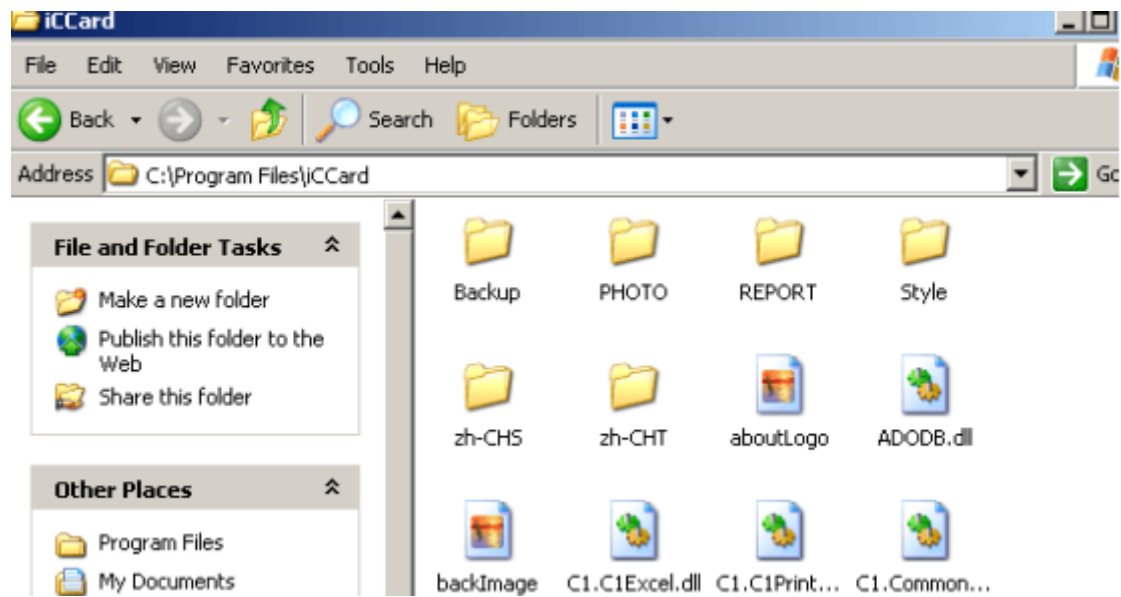 iCCard
File Edit View Favorites Tools Help
Back Search Folders
Address C:\Program Files\iCCard Go
File and Folder Tasks
Make a new folder
Publish this folder to the
Web
Share this folder
Other Places
Program Files
My Documents
Backup PHOTO REPORT Style
zh-CHS zh-CHT aboutLogo ADODB.dll
backImage C1.C1Excel.dll C1.C1Print... C1.Common...